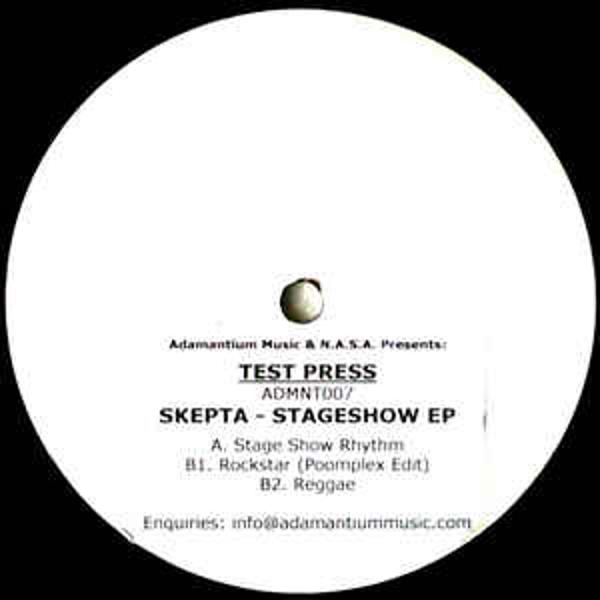 Adamantium Music & N.A.S.A. Presents:
TEST PRESS
ADMNT007
SKEPTA - STAGESHOW EP
A. Stage Show Rhythm
B1. Rockstar (Poomplex Edit)
B2. Reggae
Enquiries: info@adamantiummusic.com